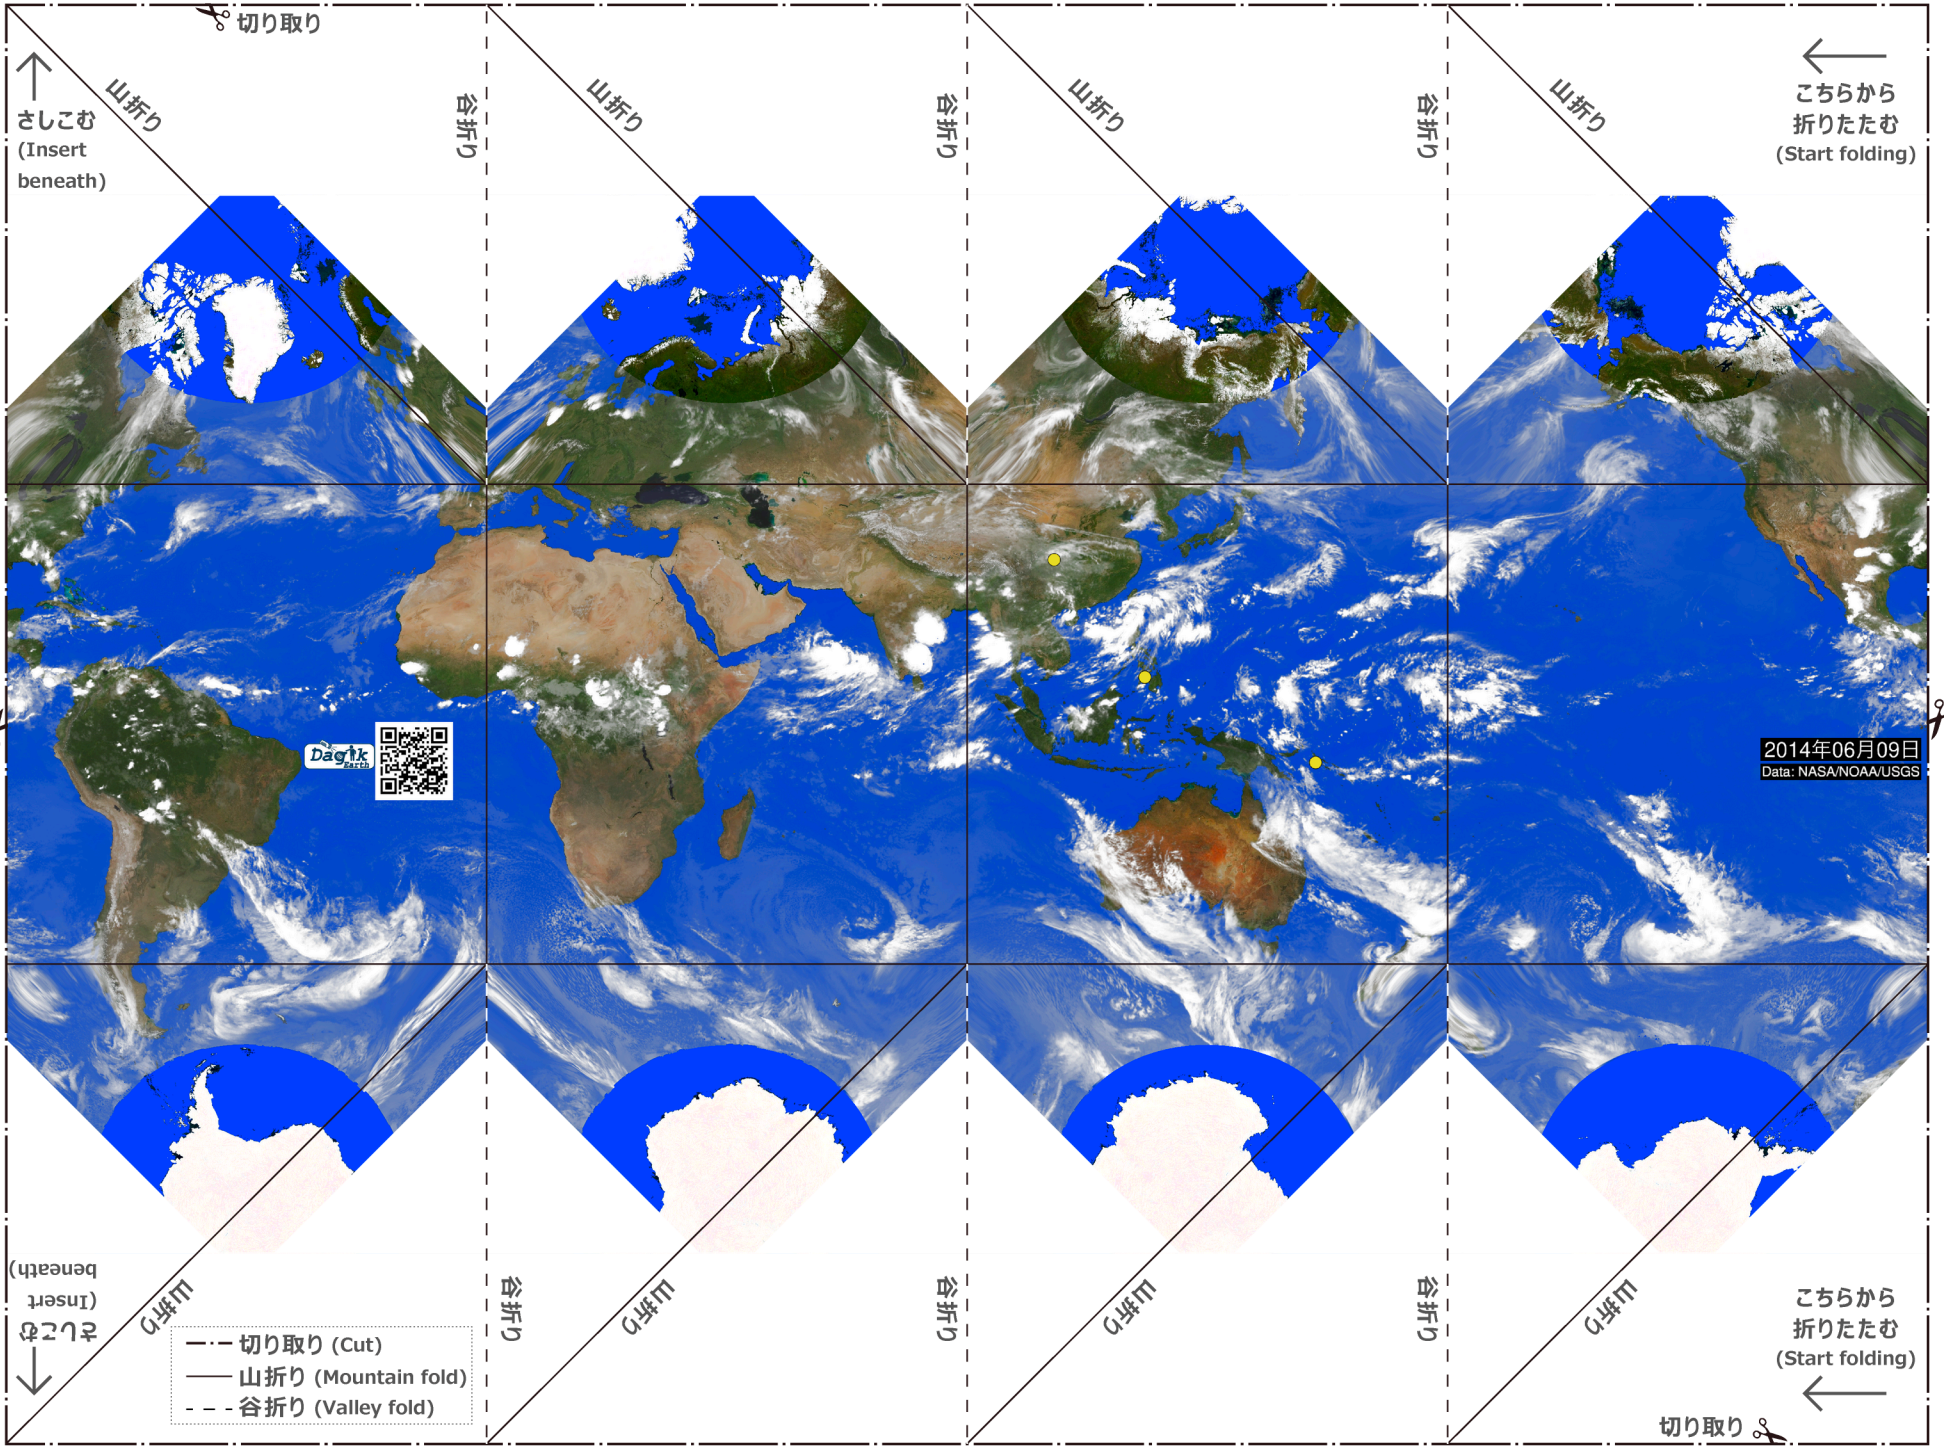 切り取り
山折り
谷折り
山折り
谷折り
山折り
谷折り
山折り
さしこむ
(Insert
beneath)
こちらから
折りたたむ
(Start folding)
Dagik
Earth
2014年06月09日
Data: NASA/NOAA/USGS
さしこむ
(Insert
beneath)
山折り
谷折り
山折り
谷折り
山折り
谷折り
山折り
こちらから
折りたたむ
(Start folding)
切り取り (Cut)
山折り (Mountain fold)
谷折り (Valley fold)
切り取り